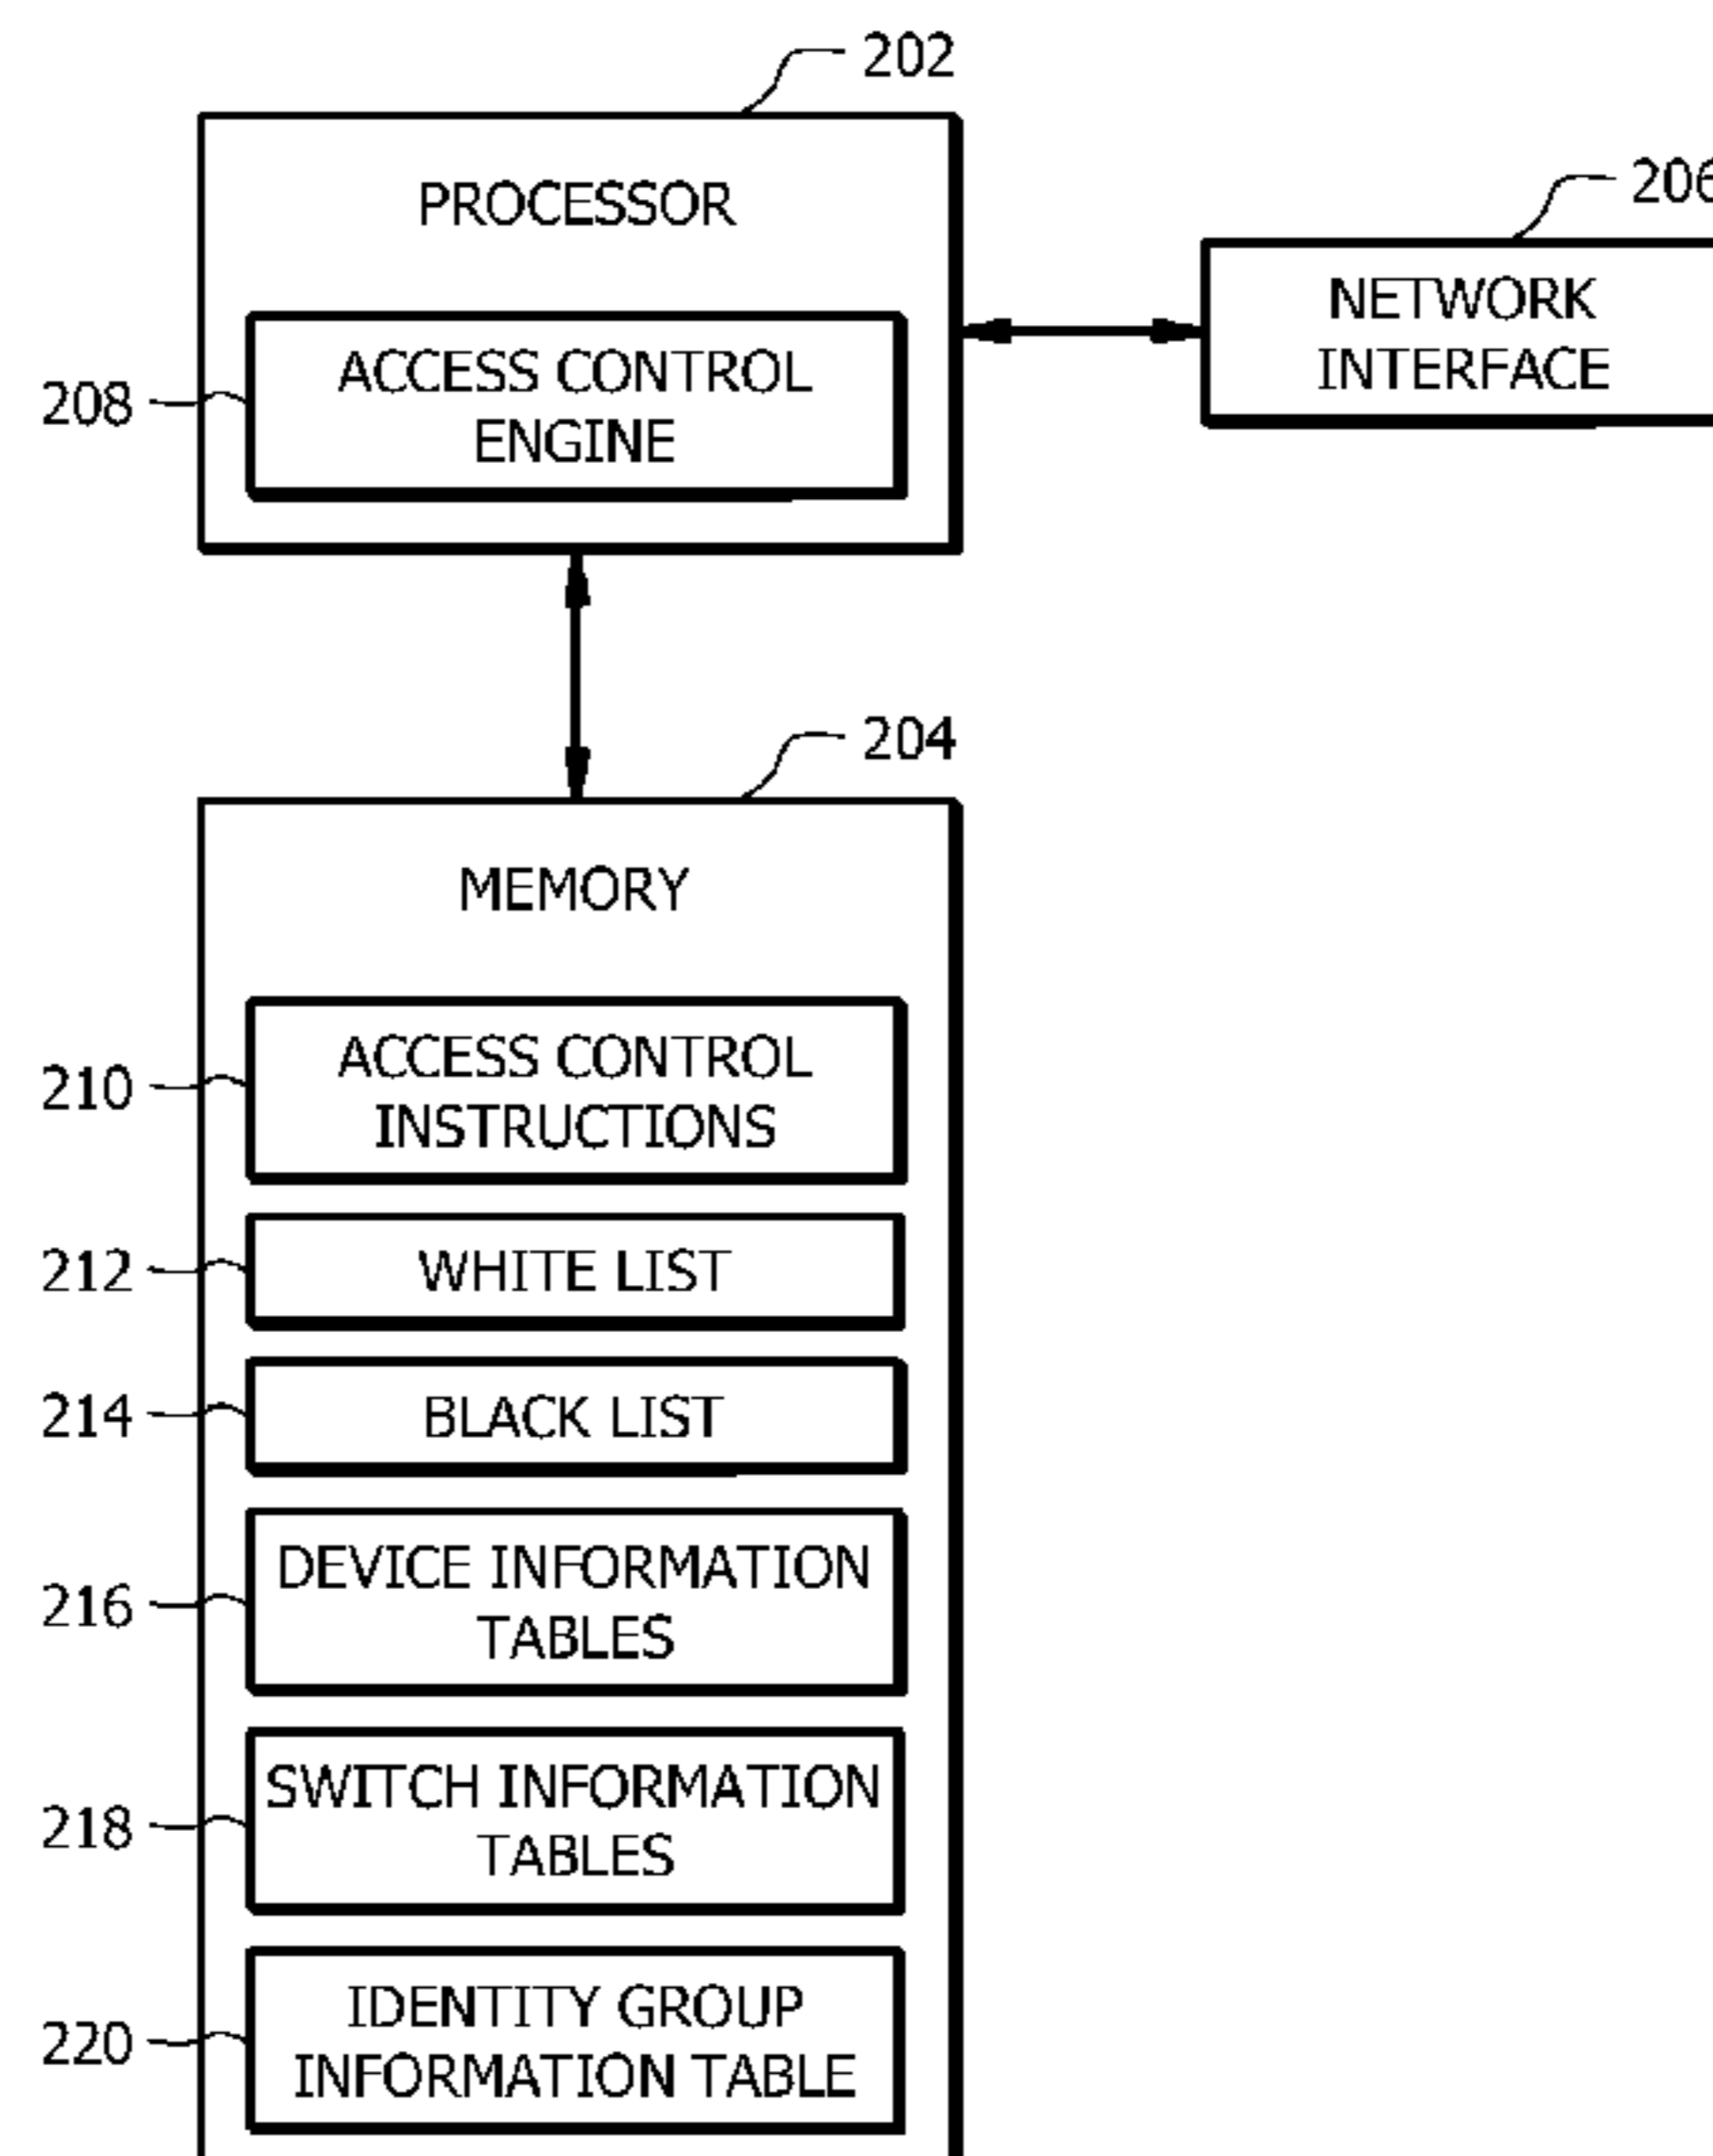 202
PROCESSOR
206
NETWORK
INTERFACE
208
ACCESS CONTROL
ENGINE
204
MEMORY
210
ACCESS CONTROL
INSTRUCTIONS
212
WHITE LIST
214
BLACK LIST
216
DEVICE INFORMATION
TABLES
218
SWITCH INFORMATION
TABLES
220
IDENTITY GROUP
INFORMATION TABLE